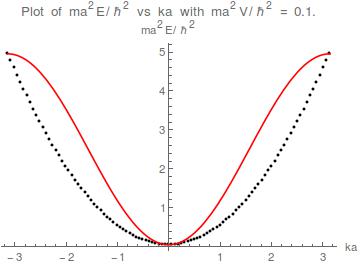 Plot of ma²E/ℏ² vs ka with ma²V/ℏ² = 0.1.
ma²E/ℏ²
5
4
3
2
1
-3 -2 -1 1 2 3 ka